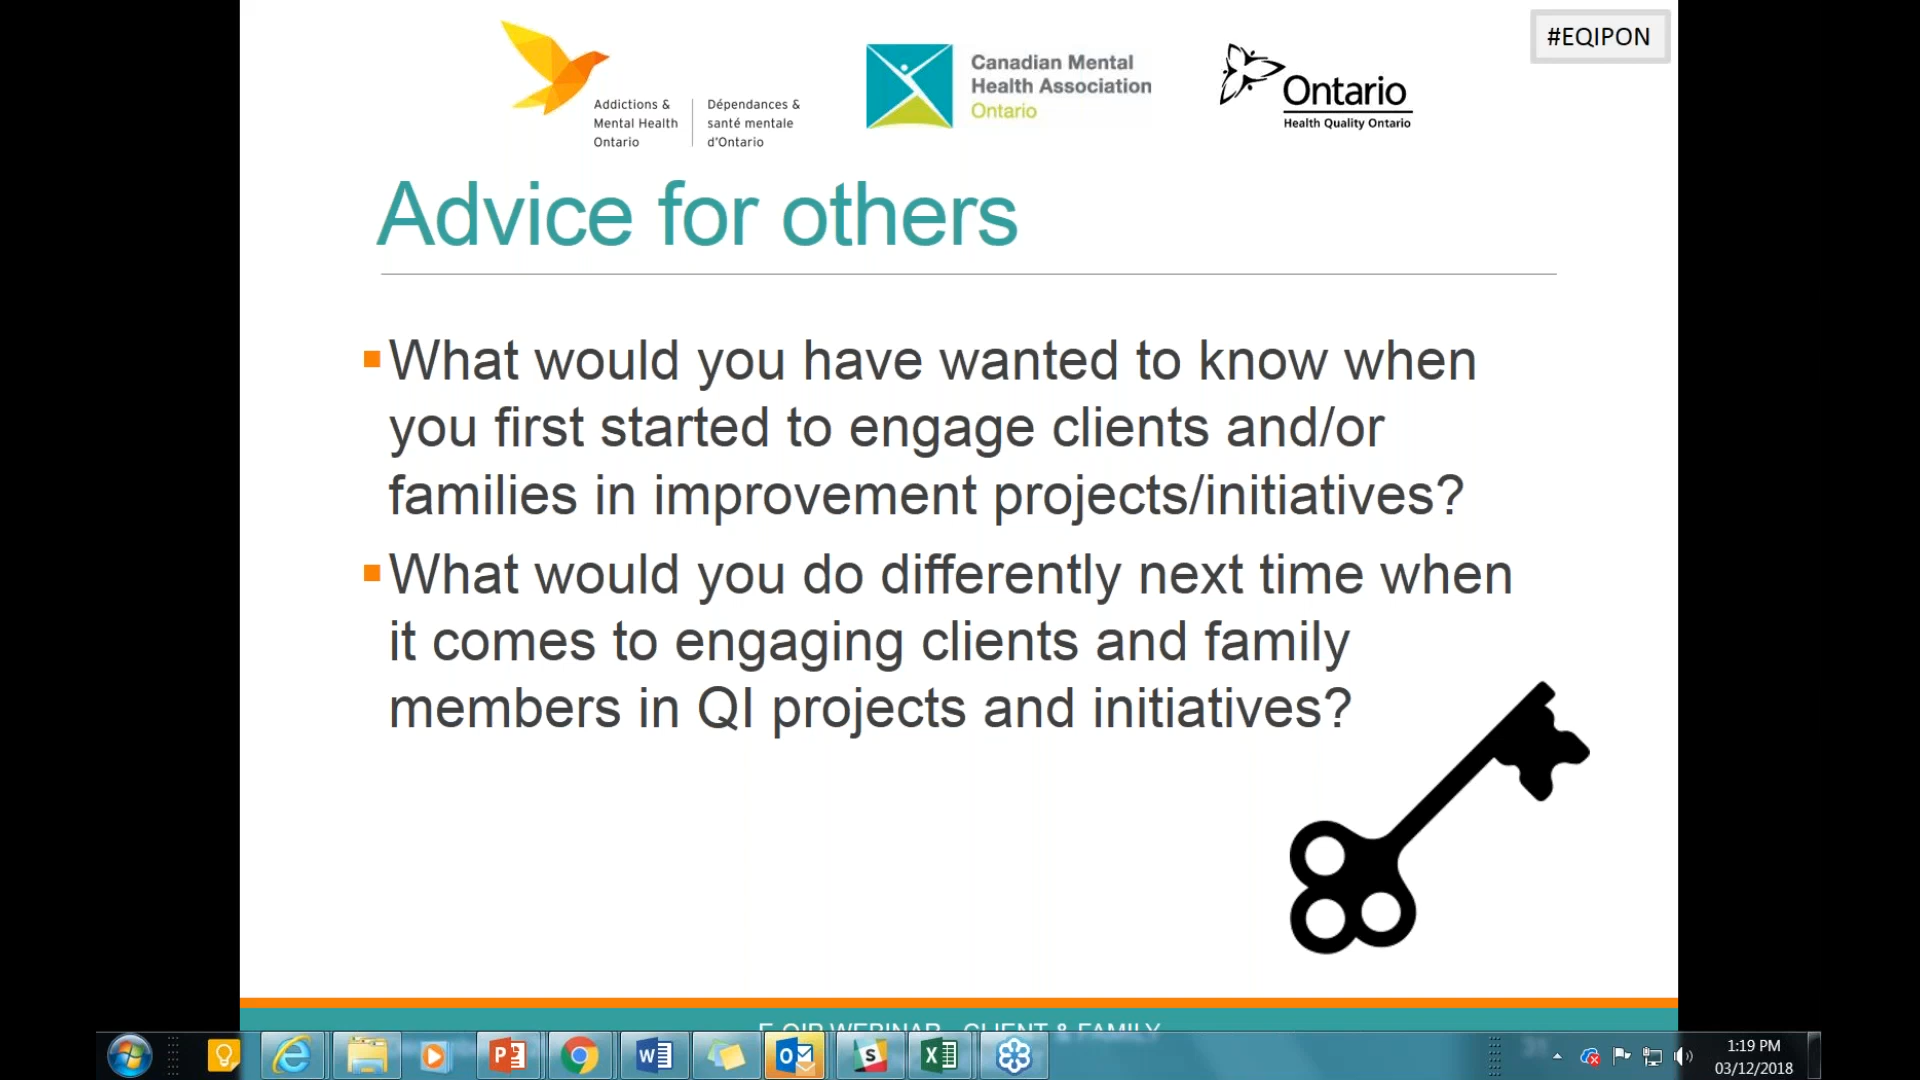 #EQIPON
Addictions &
Mental Health
Ontario
Dépendances &
santé mentale
d'Ontario
Canadian Mental
Health Association
Ontario
Ontario
Health Quality Ontario
Advice for others
What would you have wanted to know when
you first started to engage clients and/or
families in improvement projects/initiatives?
What would you do differently next time when
it comes to engaging clients and family
members in QI projects and initiatives?
E-QIP WEBINAR - CLIENT & FAMILY
1:19 PM
03/12/2018